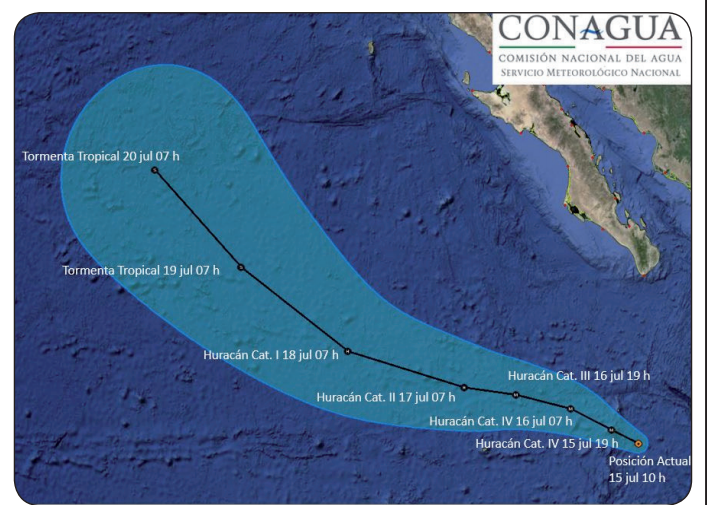 CONAGUA
COMISIÓN NACIONAL DEL AGUA
SERVICIO METEOROLÓGICO NACIONAL
Tormenta Tropical 20 jul 07 h
Tormenta Tropical 19 jul 07 h
Huracán Cat. I 18 jul 07 h
Huracán Cat. III 16 jul 19 h
Huracán Cat. II 17 jul 07 h
Huracán Cat. IV 16 jul 07 h
Huracán Cat. IV 15 jul 19 h
Posición Actual
15 jul 10 h